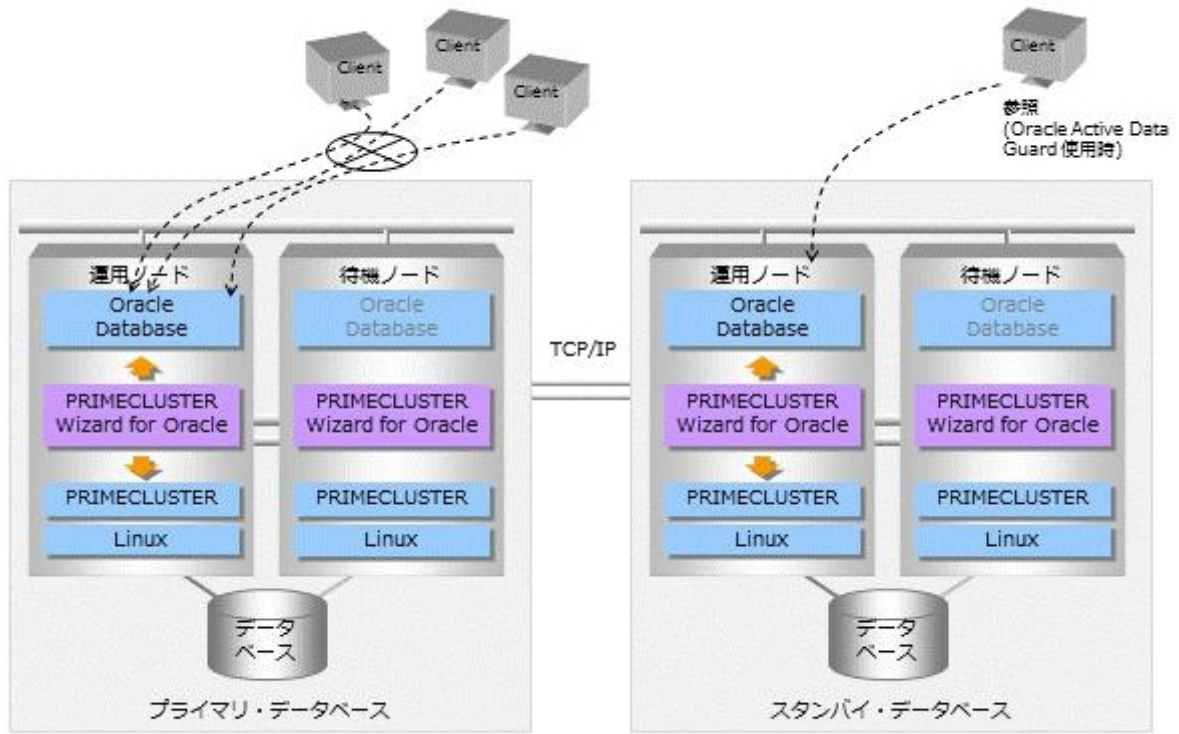 Client
Client
Client
Client
参照
(Oracle Active Data
Guard 使用時)
運用ノード
Oracle
Database
PRIMECLUSTER
Wizard for Oracle
PRIMECLUSTER
Linux
待機ノード
Oracle
Database
PRIMECLUSTER
Wizard for Oracle
PRIMECLUSTER
Linux
データ
ベース
プライマリ・データベース
TCP/IP
運用ノード
Oracle
Database
PRIMECLUSTER
Wizard for Oracle
PRIMECLUSTER
Linux
待機ノード
Oracle
Database
PRIMECLUSTER
Wizard for Oracle
PRIMECLUSTER
Linux
データ
ベース
スタンバイ・データベース